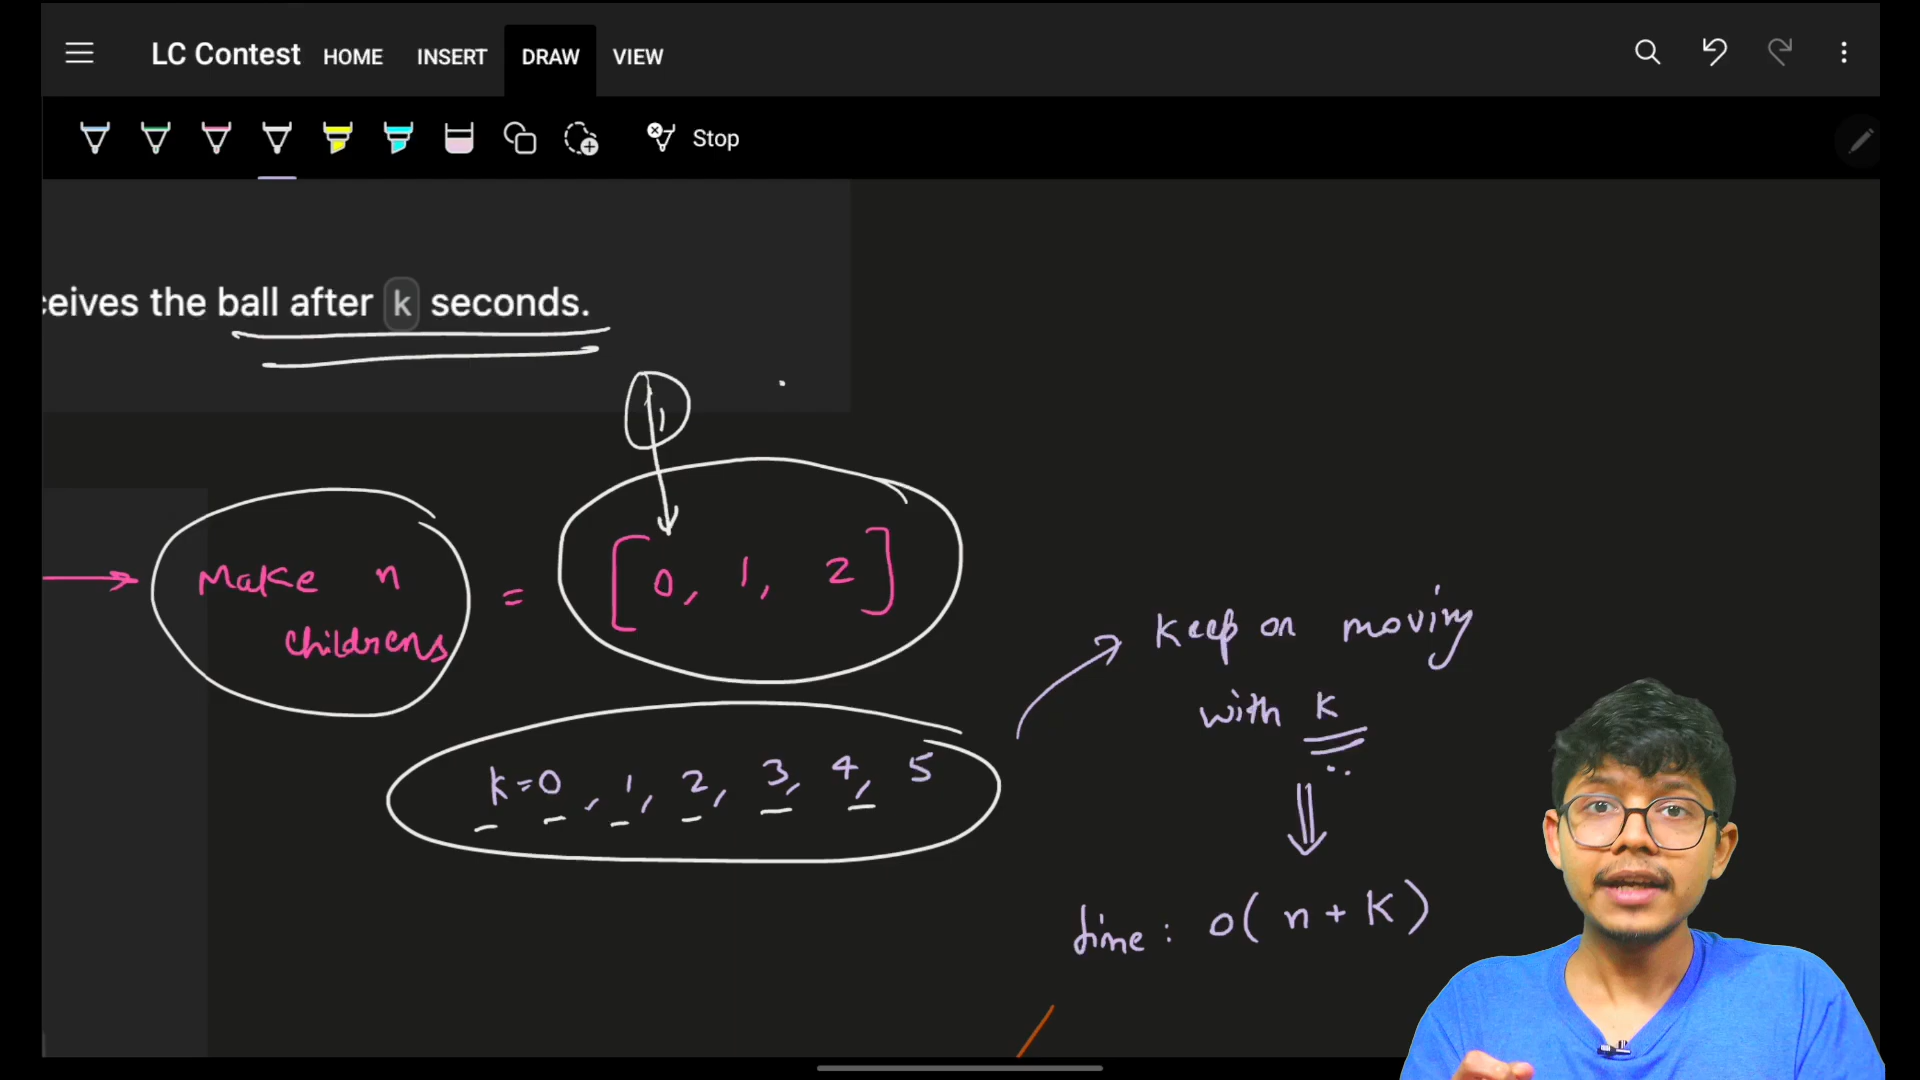 LC Contest HOME INSERT DRAW VIEW
Stop
ceives the ball after k seconds.
1
Make n
childrens
= [0, 1, 2]
k=0, 1, 2, 3, 4, 5
Keep on moving
with K
time: O(n+K)